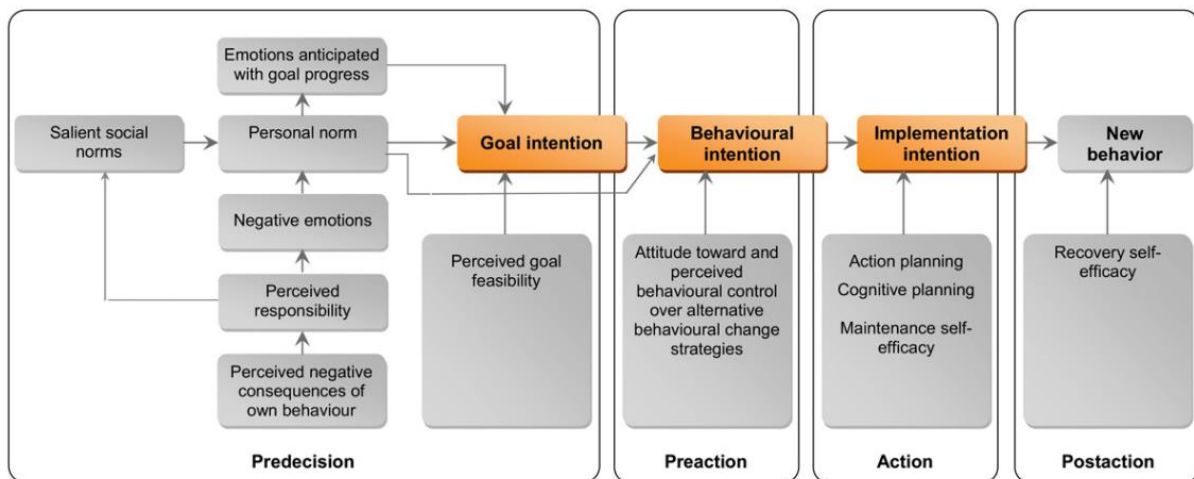 Emotions anticipated
with goal progress
Salient social
norms
Personal norm
Goal intention
Behavioural
intention
Implementation
intention
New
behavior
Negative emotions
Perceived
responsibility
Perceived negative
consequences of
own behaviour
Perceived goal
feasibility
Attitude toward and
perceived
behavioural control
over alternative
behavioural change
strategies
Action planning
Cognitive planning
Maintenance self-
efficacy
Recovery self-
efficacy
Predecision
Preaction
Action
Postaction